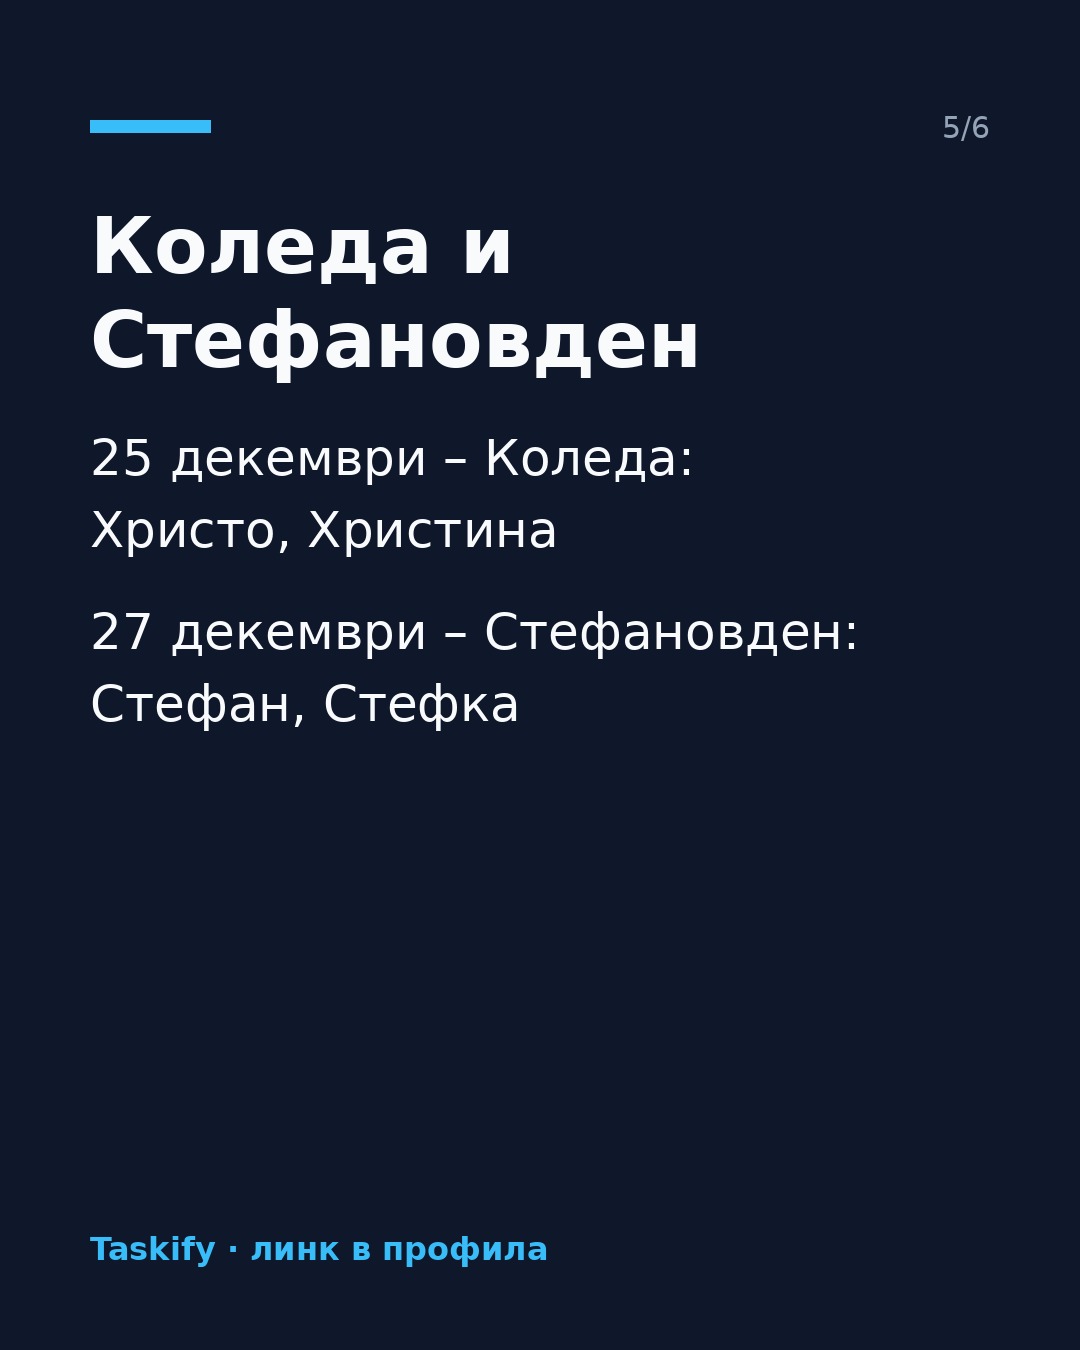 5/6
Коледа и
Стефановден
25 декември – Коледа:
Христо, Христина
27 декември – Стефановден:
Стефан, Стефка
Taskify · линк в профила